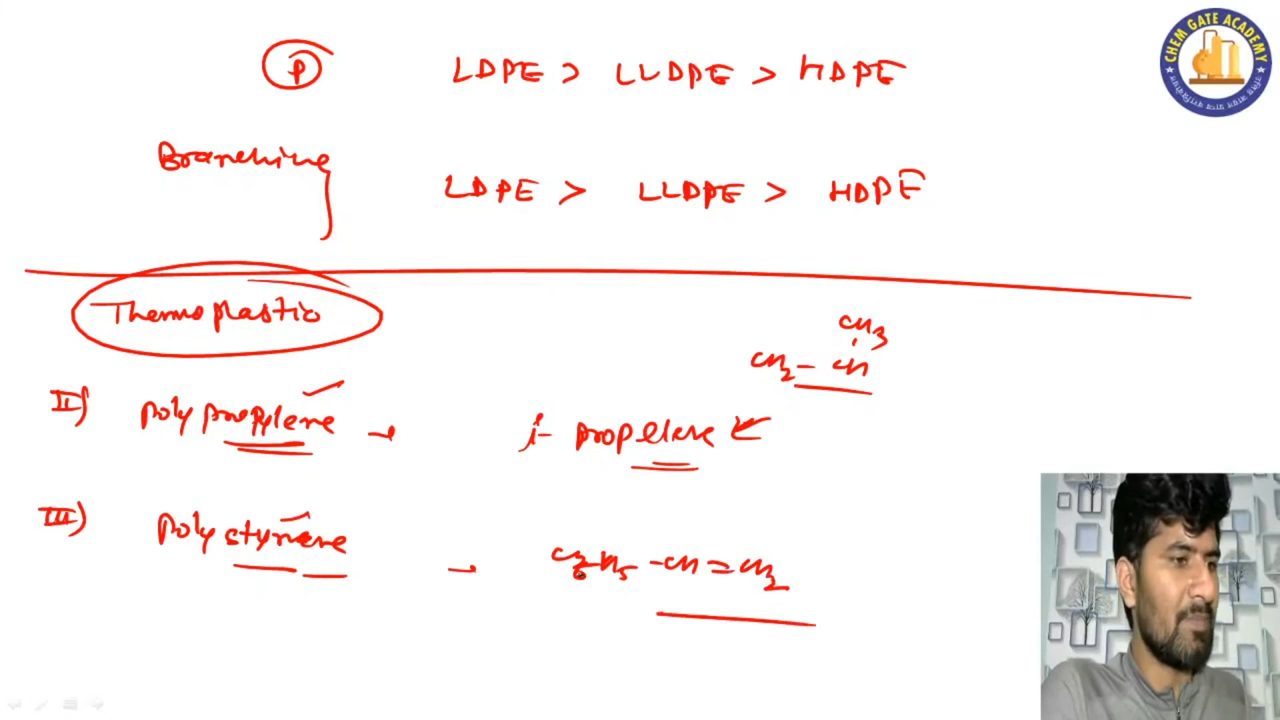 CHEM GATE ACADEMY
P LDPE > LLDPE > HDPE
Branching LDPE > LLDPE > HDPE
Thermoplastic
CH3
CH2 - CH
II) polypropylene → i- propelene
III) polystyrene → C6H5 - CH = CH2